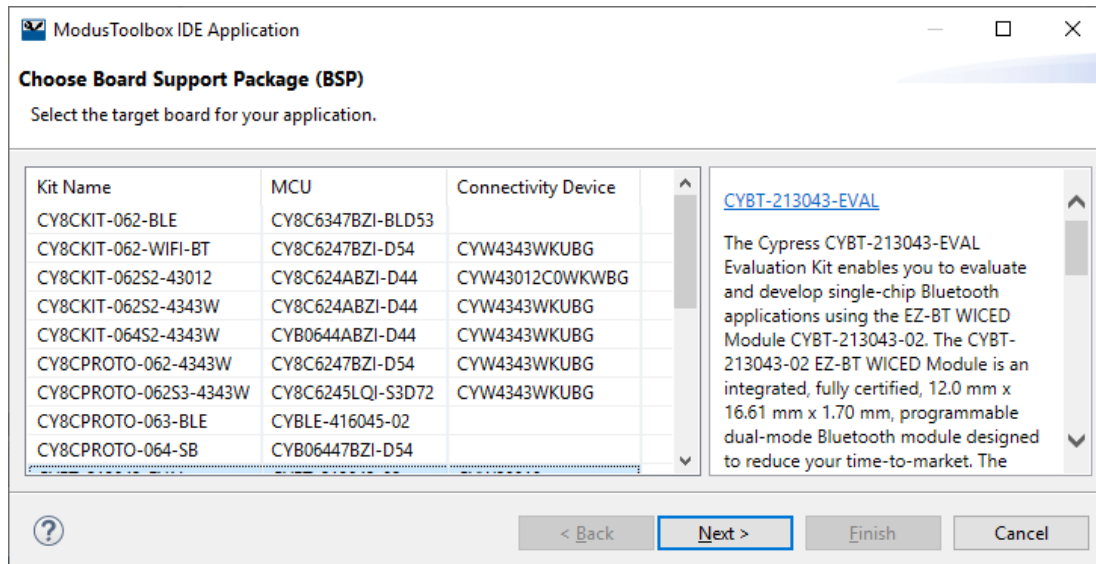 ModusToolbox IDE Application
Choose Board Support Package (BSP)
Select the target board for your application.
Kit Name MCU Connectivity Device
CY8CKIT-062-BLE CY8C6347BZI-BLD53
CY8CKIT-062-WIFI-BT CY8C6247BZI-D54 CYW4343WKUBG
CY8CKIT-062S2-43012 CY8C624ABZI-D44 CYW43012C0WKWBG
CY8CKIT-062S2-4343W CY8C624ABZI-D44 CYW4343WKUBG
CY8CKIT-064S2-4343W CYB0644ABZI-D44 CYW4343WKUBG
CY8CPROTO-062-4343W CY8C6247BZI-D54 CYW4343WKUBG
CY8CPROTO-062S3-4343W CY8C6245LQI-S3D72 CYW4343WKUBG
CY8CPROTO-063-BLE CYBLE-416045-02
CY8CPROTO-064-SB CYB06447BZI-D54
CYBT-213043-EVAL
The Cypress CYBT-213043-EVAL
Evaluation Kit enables you to evaluate
and develop single-chip Bluetooth
applications using the EZ-BT WICED
Module CYBT-213043-02. The CYBT-
213043-02 EZ-BT WICED Module is an
integrated, fully certified, 12.0 mm x
16.61 mm x 1.70 mm, programmable
dual-mode Bluetooth module designed
to reduce your time-to-market. The
? < Back Next > Finish Cancel